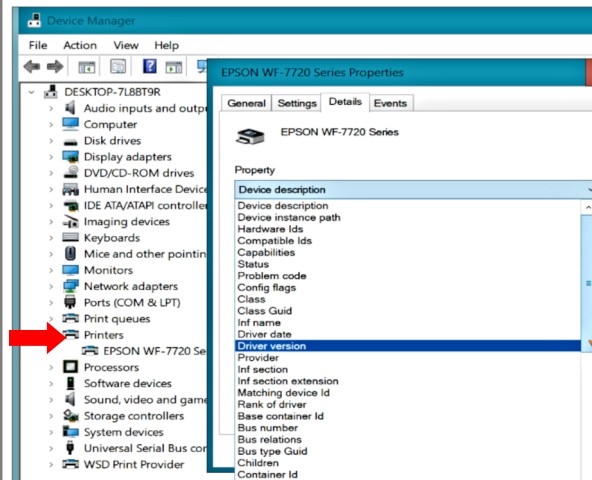 Device Manager
File Action View Help
DESKTOP-7L8BT9R
Audio inputs and outp
Computer
Disk drives
Display adapters
DVD/CD-ROM drives
Human Interface Device
IDE ATA/ATAPI controller
Imaging devices
Keyboards
Mice and other pointin
Monitors
Network adapters
Ports (COM & LPT)
Print queues
Printers
EPSON WF-7720 Se
Processors
Software devices
Sound, video and game
Storage controllers
System devices
Universal Serial Bus cor
WSD Print Provider
EPSON WF-7720 Series Properties
General Settings Details Events
EPSON WF-7720 Series
Property
Device description
Device description
Device instance path
Hardware Ids
Compatible Ids
Capabilities
Status
Problem code
Config flags
Class
Class Guid
Inf name
Driver date
Driver version
Provider
Inf section
Inf section extension
Matching device Id
Rank of driver
Base container Id
Bus number
Bus relations
Bus type Guid
Children
Container Id